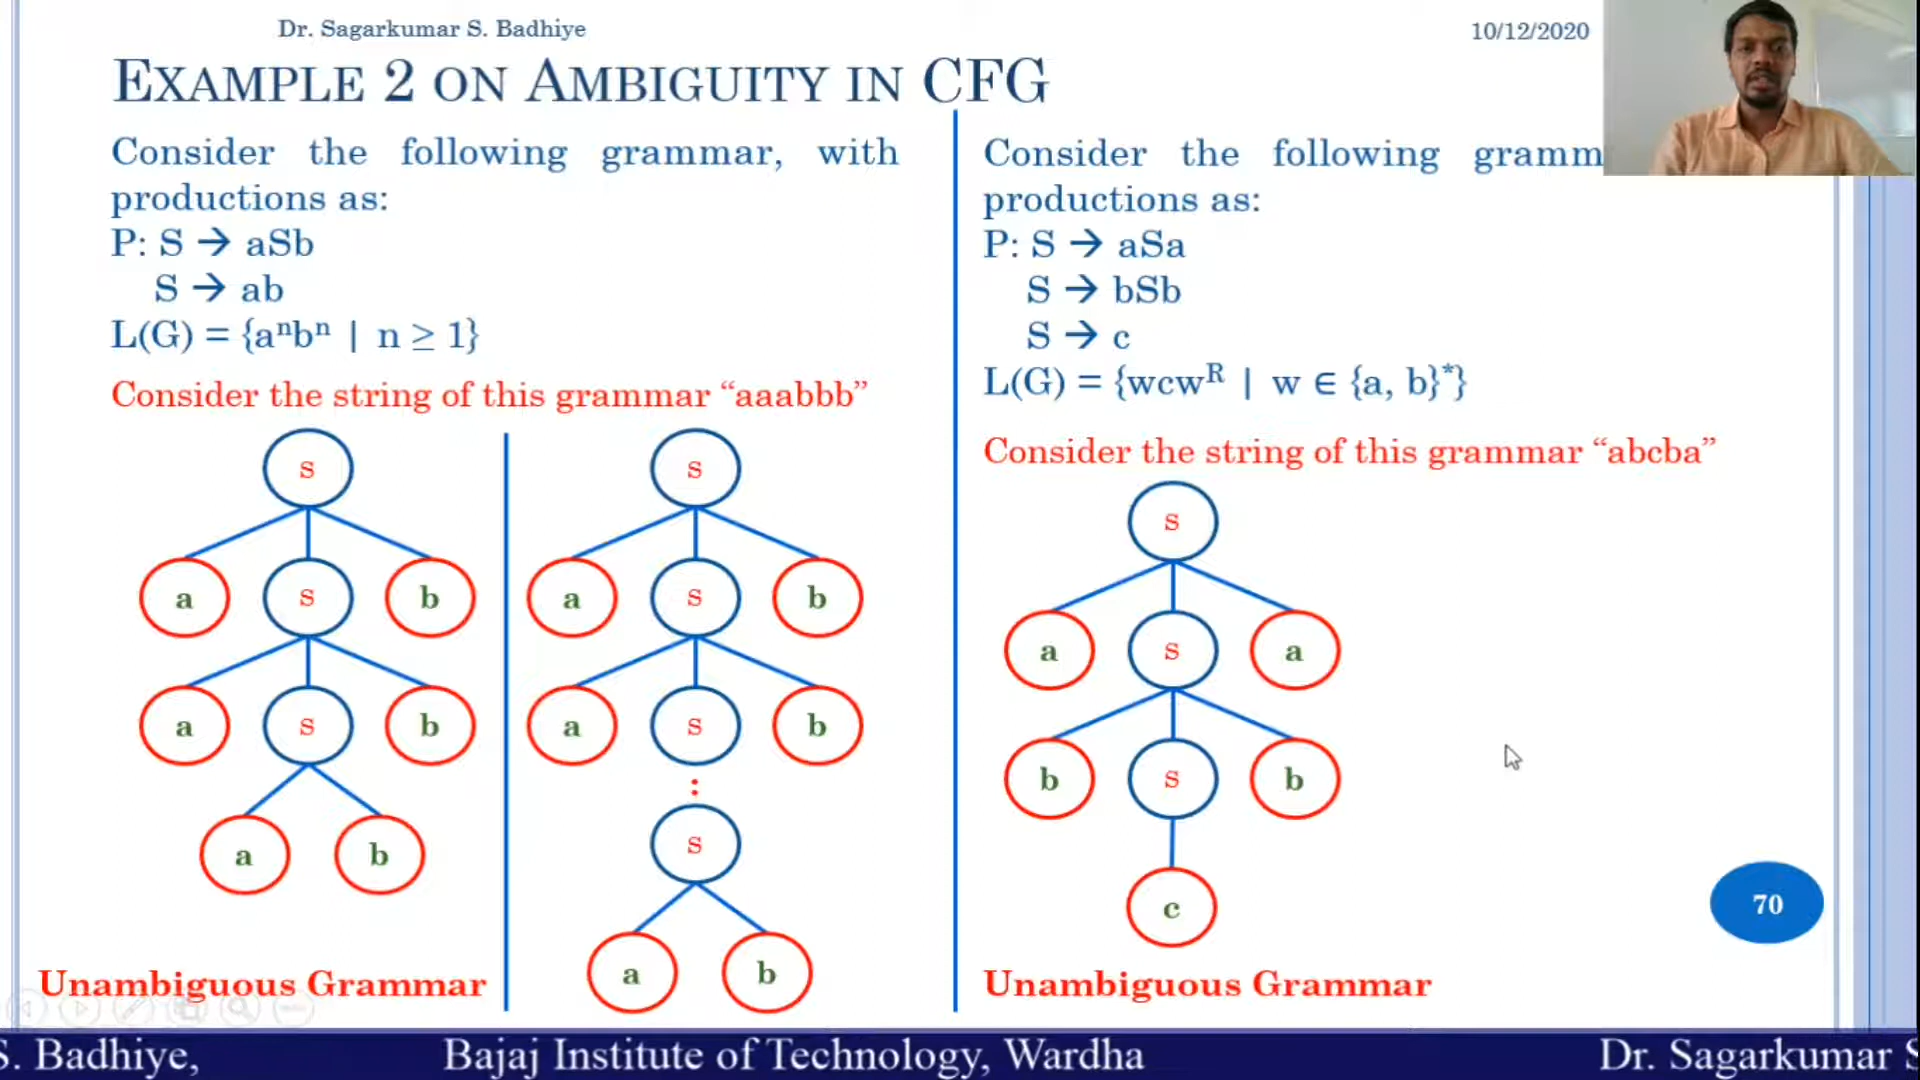 Dr. Sagarkumar S. Badhiye
10/12/2020
EXAMPLE 2 ON AMBIGUITY IN CFG
Consider the following grammar, with
productions as:
P: S → aSb
S → ab
L(G) = {aⁿbⁿ | n ≥ 1}
Consider the string of this grammar “aaabbb”
S
a S b
a S b
a b
S
a S b
a S b
:
S
a b
Unambiguous Grammar
Consider the following gramm
productions as:
P: S → aSa
S → bSb
S → c
L(G) = {wcwᴿ | w ∈ {a, b}*}
Consider the string of this grammar “abcba”
S
a S a
b S b
c
Unambiguous Grammar
70
S. Badhiye,
Bajaj Institute of Technology, Wardha
Dr. Sagarkumar S